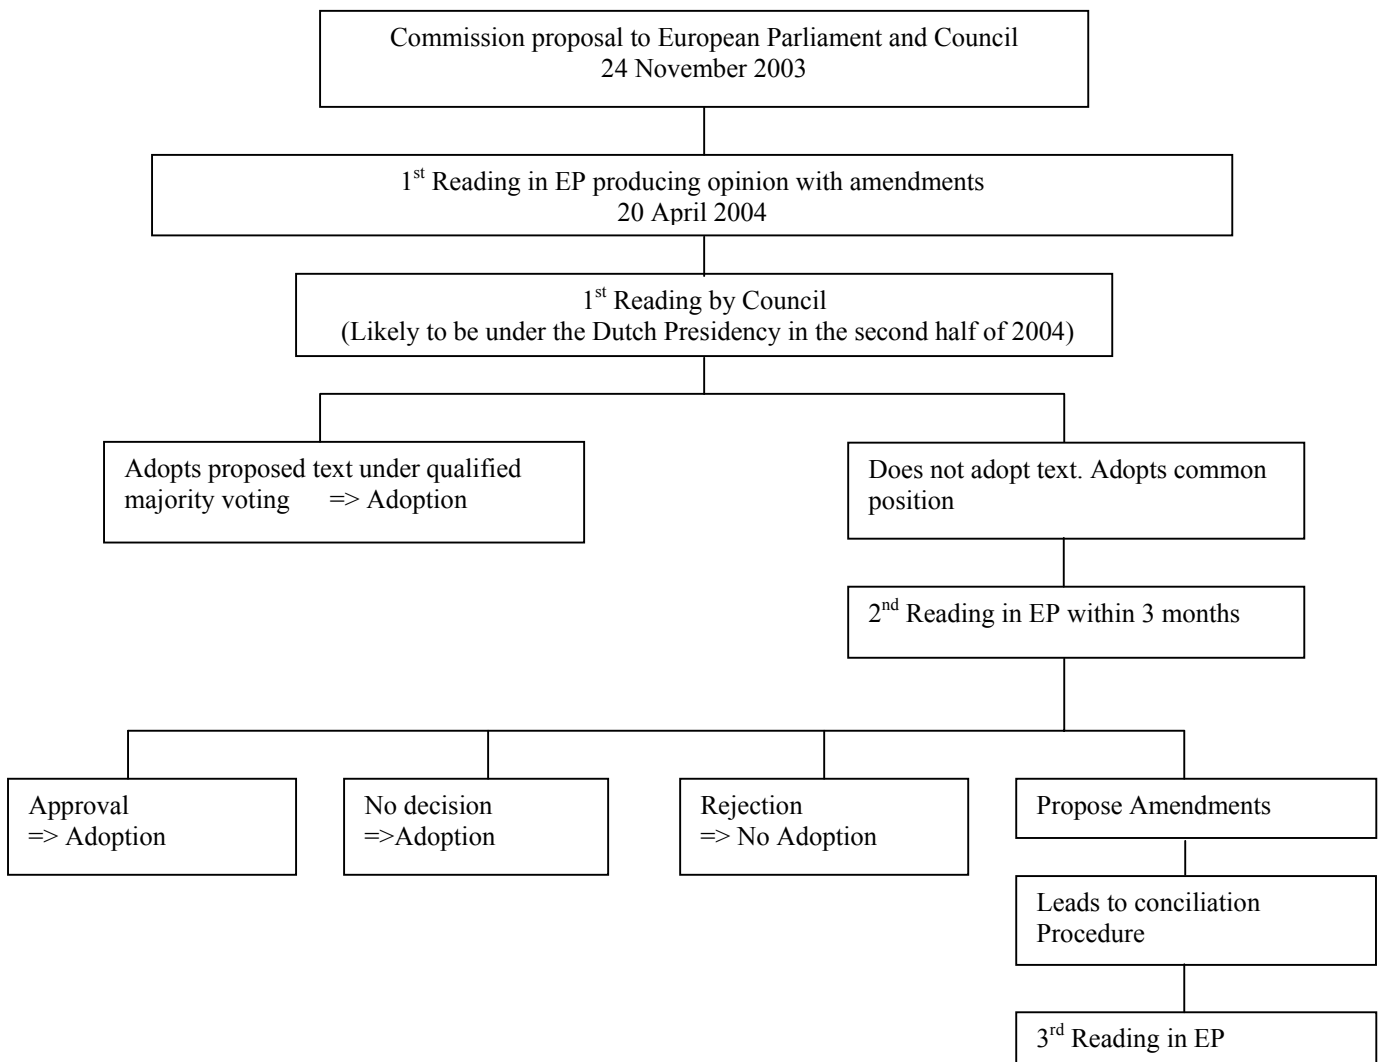 Commission proposal to European Parliament and Council
24 November 2003
1st Reading in EP producing opinion with amendments
20 April 2004
1st Reading by Council
(Likely to be under the Dutch Presidency in the second half of 2004)
Adopts proposed text under qualified
majority voting => Adoption
Does not adopt text. Adopts common
position
2nd Reading in EP within 3 months
Approval
=> Adoption
No decision
=>Adoption
Rejection
=> No Adoption
Propose Amendments
Leads to conciliation
Procedure
3rd Reading in EP